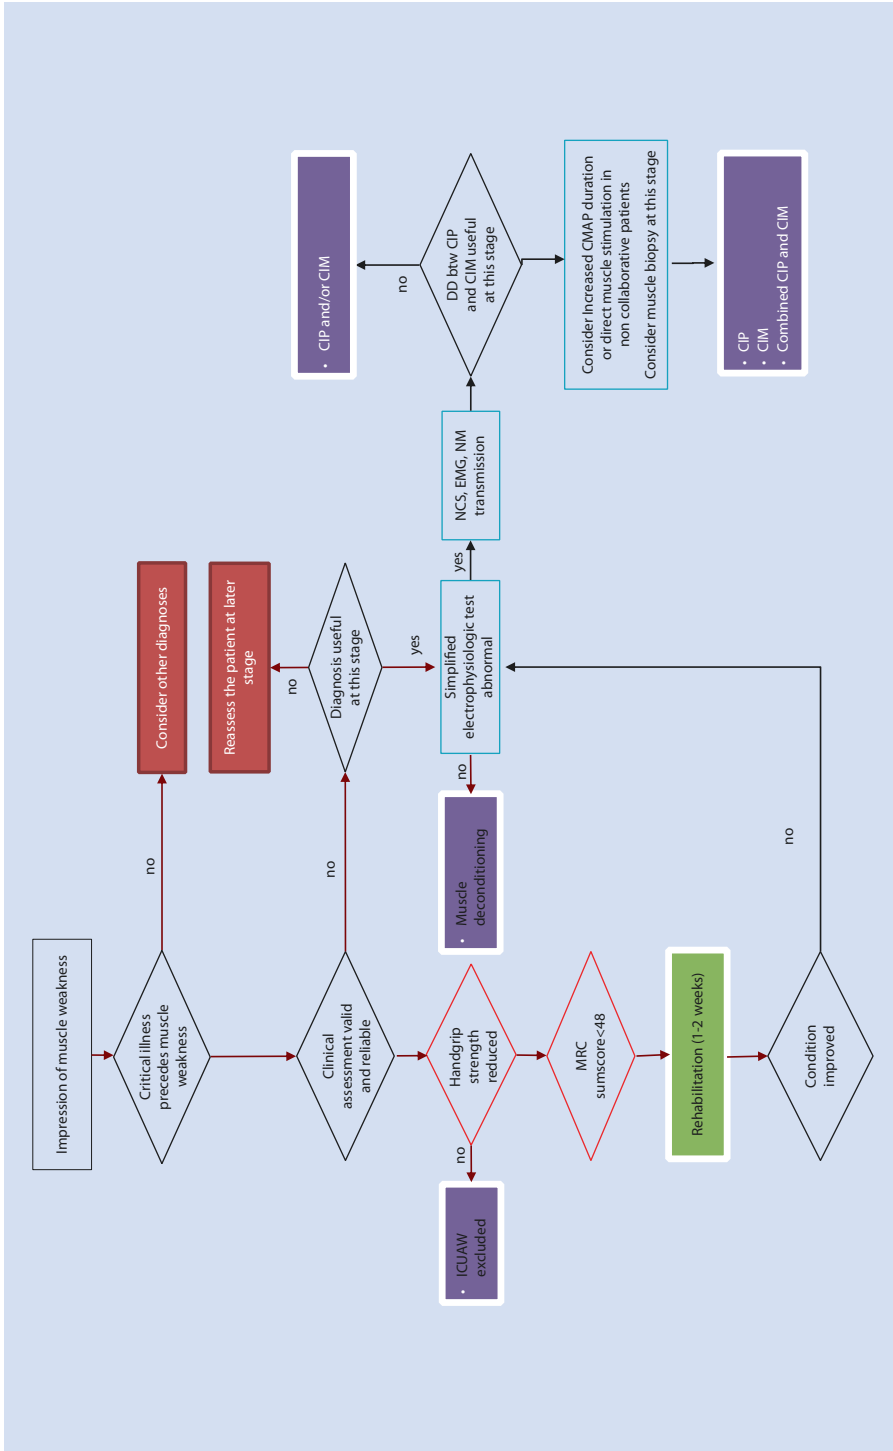 Impression of muscle weakness
Critical illness
precedes muscle
weakness
no
Consider other diagnoses
Clinical
assessment valid
and reliable
no
Diagnosis useful
at this stage
no
Reassess the patient at later
stage
yes
Handgrip
strength
reduced
no
• ICUAW
excluded
MRC
sumscore<48
Rehabilitation (1-2 weeks)
Condition
improved
no
Simplified
electrophysiologic test
abnormal
no
• Muscle
deconditioning
yes
NCS, EMG, NM
transmission
DD btw CIP
and CIM useful
at this stage
no
• CIP and/or CIM
Consider Increased CMAP duration
or direct muscle stimulation in
non collaborative patients
Consider muscle biopsy at this stage
• CIP
• CIM
• Combined CIP and CIM